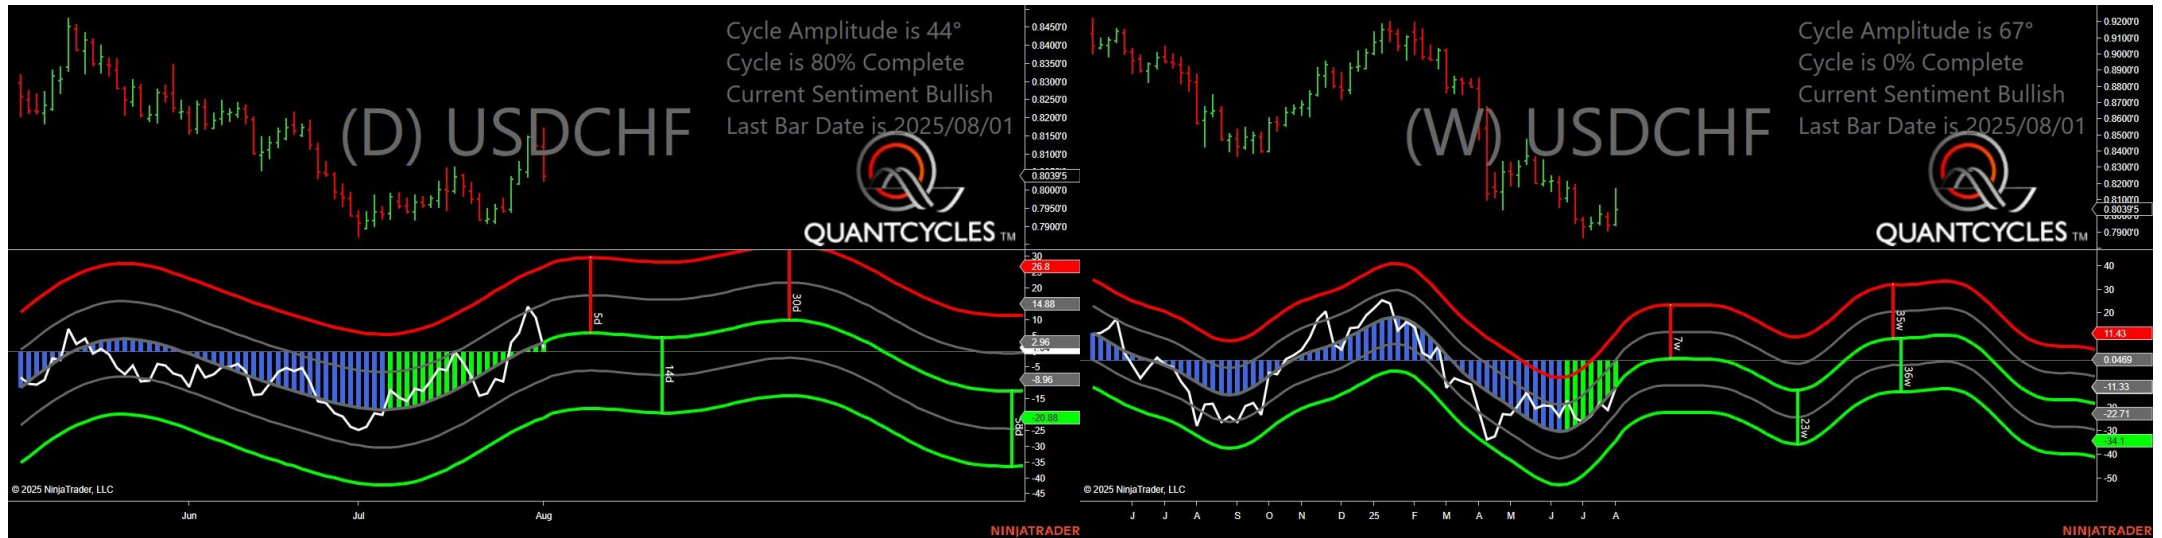 Cycle Amplitude is 44°
Cycle is 80% Complete
Current Sentiment Bullish
Last Bar Date is 2025/08/01
(D) USDCHF
QUANTCYCLES TM
0.8450'0
0.8400'0
0.8350'0
0.8300'0
0.8250'0
0.8200'0
0.8150'0
0.8100'0
0.8039'5
0.8000'0
0.7950'0
0.7900'0
30
26.8
20
14.88
10
5
2.96
-5
-8.96
-15
-20.88
-25
-30
-35
-40
-45
5d
14d
30d
58d
© 2025 NinjaTrader, LLC
Jun
Jul
Aug
NINJATRADER
Cycle Amplitude is 67°
Cycle is 0% Complete
Current Sentiment Bullish
Last Bar Date is 2025/08/01
(W) USDCHF
QUANTCYCLES TM
0.9200'0
0.9100'0
0.9000'0
0.8900'0
0.8800'0
0.8700'0
0.8600'0
0.8500'0
0.8400'0
0.8300'0
0.8200'0
0.8100'0
0.8039'5
0.7900'0
40
30
20
11.43
0.0469
-11.33
-22.71
-30
-34.1
-40
-50
7w
23w
35w
36w
© 2025 NinjaTrader, LLC
J
J
A
S
O
N
D
25
F
M
A
M
J
J
A
NINJATRADER